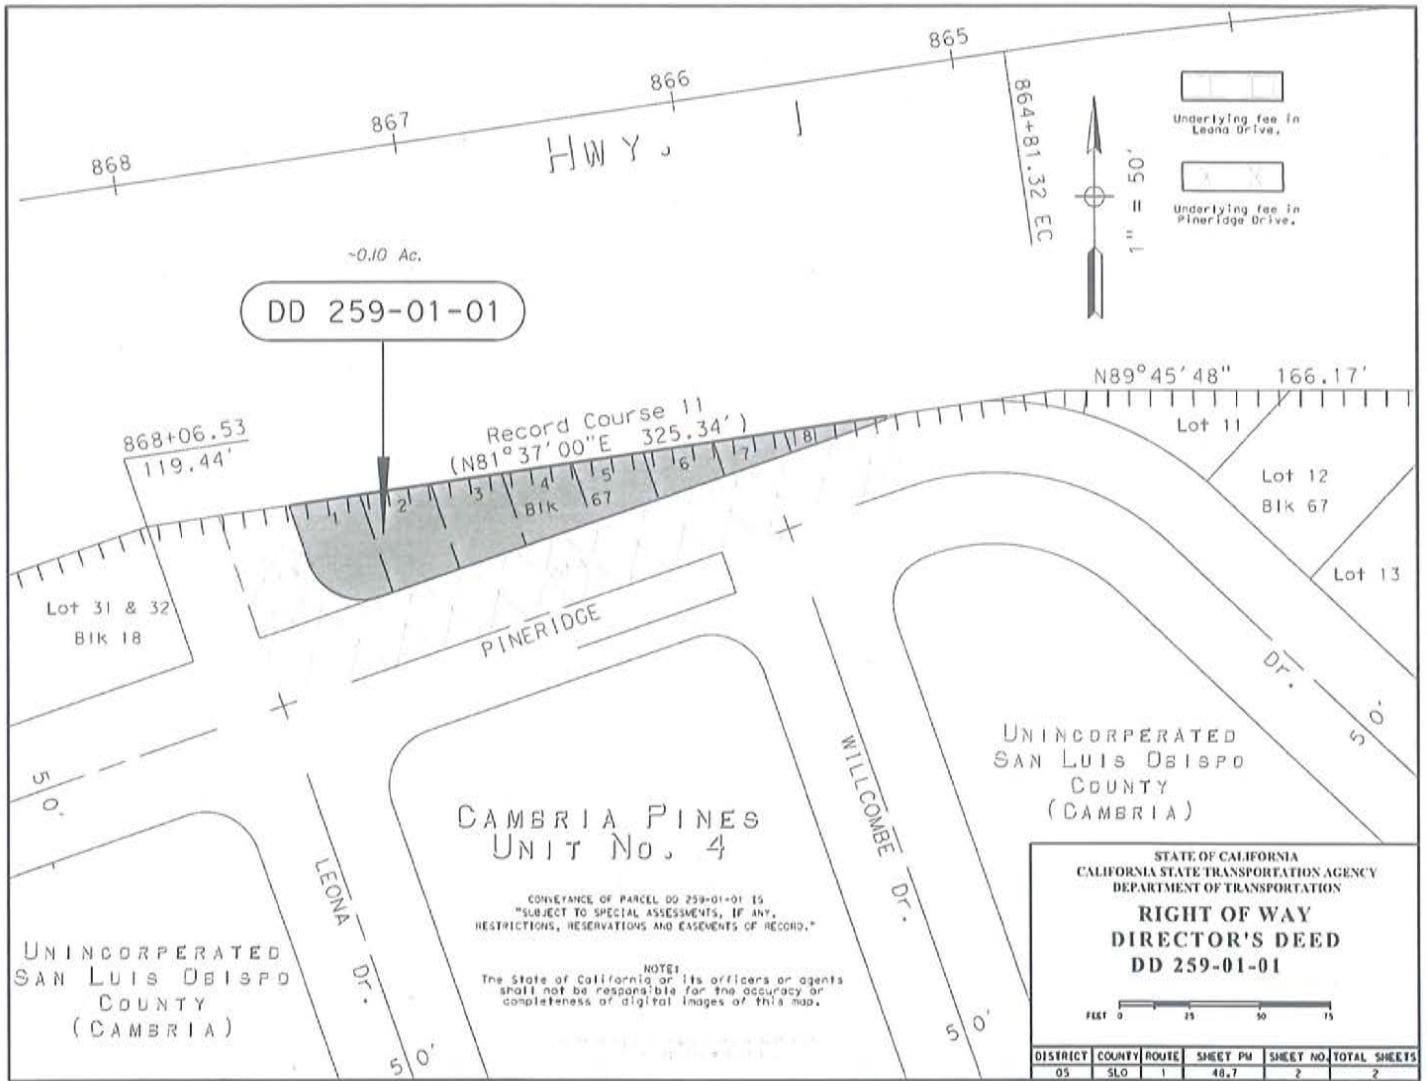 865
866
867
868
HWY. 1
864+81.32 EC
1" = 50'
Underlying fee in
Leona Drive.
Underlying fee in
Pineridge Drive.
~0.10 Ac.
DD 259-01-01
N89°45'48" 166.17'
868+06.53
119.44'
Record Course 11
(N81°37'00"E 325.34')
1 2 3 4 5 6 7 8
Blk 67
Lot 11
Lot 12
Blk 67
Lot 13
Lot 31 & 32
Blk 18
PINERIDGE
Dr.
50'
50'
WILLCOMBE Dr.
50'
LEONA Dr.
50'
UNINCORPERATED
SAN LUIS OBISPO
COUNTY
(CAMBRIA)
CAMBRIA PINES
UNIT No. 4
CONVEYANCE OF PARCEL DD 259-01-01 IS
"SUBJECT TO SPECIAL ASSESSMENTS, IF ANY,
RESTRICTIONS, RESERVATIONS AND EASEMENTS OF RECORD."
NOTE:
The State of California or its officers or agents
shall not be responsible for the accuracy or
completeness of digital images of this map.
UNINCORPERATED
SAN LUIS OBISPO
COUNTY
(CAMBRIA)
STATE OF CALIFORNIA
CALIFORNIA STATE TRANSPORTATION AGENCY
DEPARTMENT OF TRANSPORTATION
RIGHT OF WAY
DIRECTOR'S DEED
DD 259-01-01
FEET 0 25 50 75
DISTRICT COUNTY ROUTE SHEET PM SHEET NO. TOTAL SHEETS
05 SLO 1 48.7 2 2